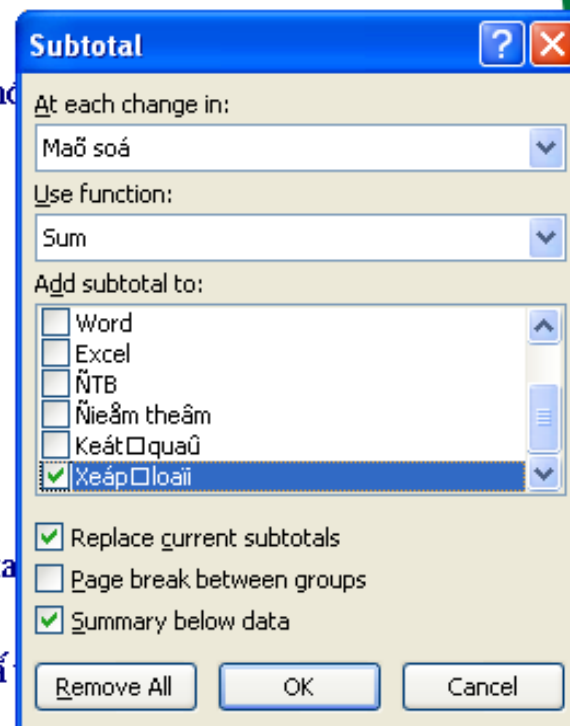 Subtotal
At each change in:
Maõ soá
Use function:
Sum
Add subtotal to:
Word
Excel
ÑTB
Ñieåm theâm
Keát□quaû
Xeáp□loaïi
Replace current subtotals
Page break between groups
Summary below data
Remove All
OK
Cancel